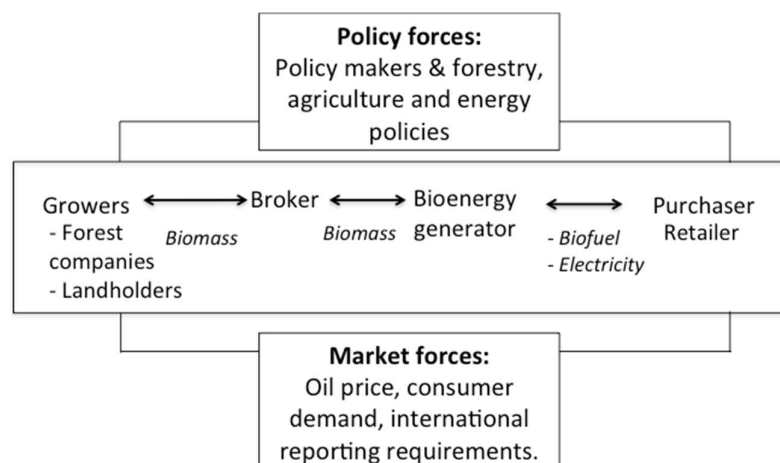 Policy forces:
Policy makers & forestry,
agriculture and energy
policies
Growers
- Forest
companies
- Landholders
Biomass
Broker
Biomass
Bioenergy
generator
- Biofuel
- Electricity
Purchaser
Retailer
Market forces:
Oil price, consumer
demand, international
reporting requirements.